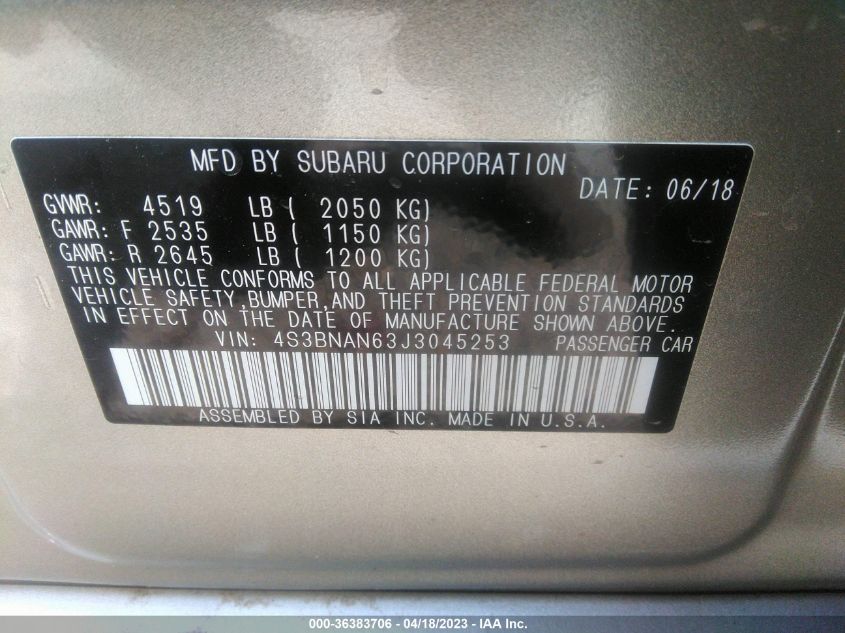 MFD BY SUBARU CORPORATION
DATE: 06/18
GVWR: 4519 LB ( 2050 KG)
GAWR: F 2535 LB ( 1150 KG)
GAWR: R 2645 LB ( 1200 KG)
THIS VEHICLE CONFORMS TO ALL APPLICABLE FEDERAL MOTOR
VEHICLE SAFETY,BUMPER,AND THEFT PREVENTION STANDARDS
IN EFFECT ON THE DATE OF MANUFACTURE SHOWN ABOVE.
VIN: 4S3BNAN63J3045253 PASSENGER CAR
ASSEMBLED BY SIA INC. MADE IN U.S.A.
000-36383706 - 04/18/2023 - IAA Inc.